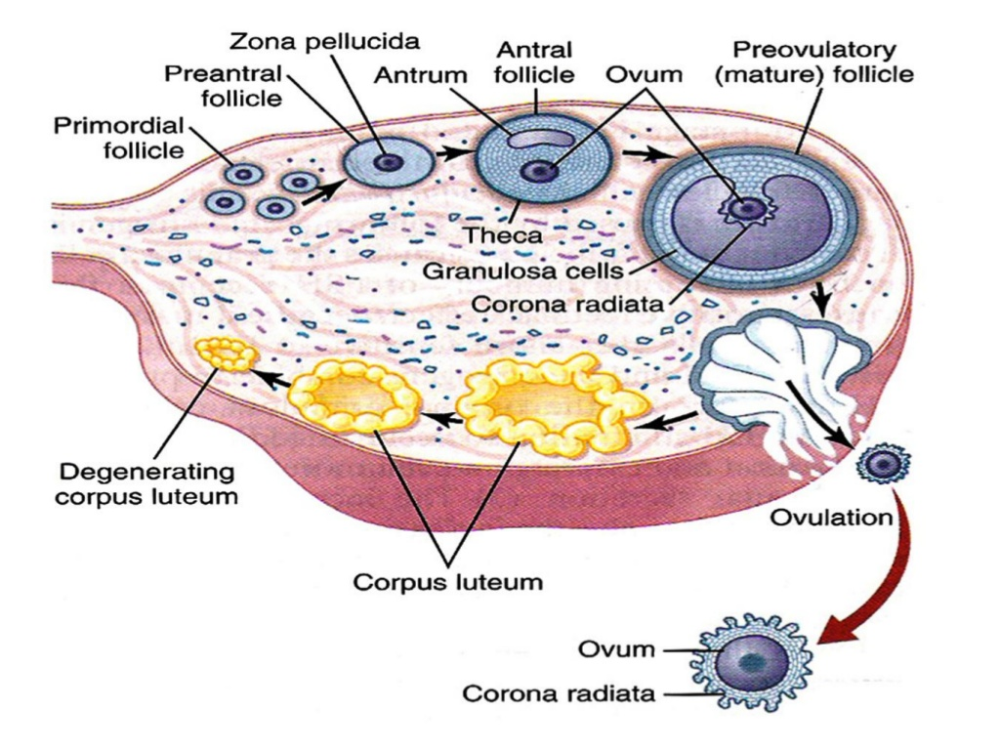 Zona pellucida
Preantral
follicle
Primordial
follicle
Antrum
Antral
follicle
Ovum
Preovulatory
(mature) follicle
Theca
Granulosa cells
Corona radiata
Degenerating
corpus luteum
Corpus luteum
Ovulation
Ovum
Corona radiata